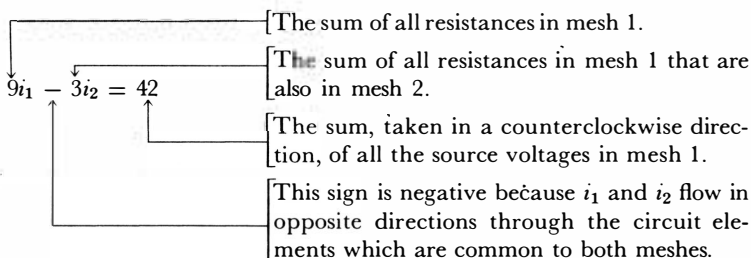 The sum of all resistances in mesh 1.
The sum of all resistances in mesh 1 that are
also in mesh 2.
9i₁ − 3i₂ = 42
The sum, taken in a counterclockwise direc-
tion, of all the source voltages in mesh 1.
This sign is negative because i₁ and i₂ flow in
opposite directions through the circuit ele-
ments which are common to both meshes.